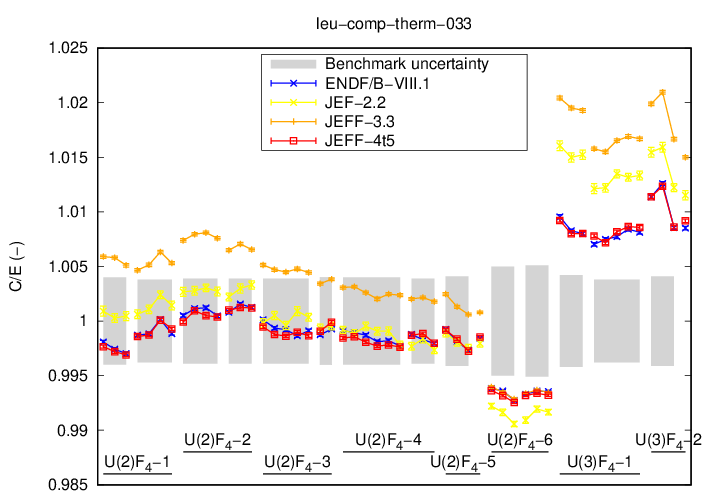 leu−comp−therm−033
C/E (−)
1.025
1.02
1.015
1.01
1.005
1
0.995
0.99
0.985
Benchmark uncertainty
ENDF/B−VIII.1
JEF−2.2
JEFF−3.3
JEFF−4t5
U(2)F₄−2 U(2)F₄−4 U(2)F₄−6 U(3)F₄−2
U(2)F₄−1 U(2)F₄−3 U(2)F₄−5 U(3)F₄−1